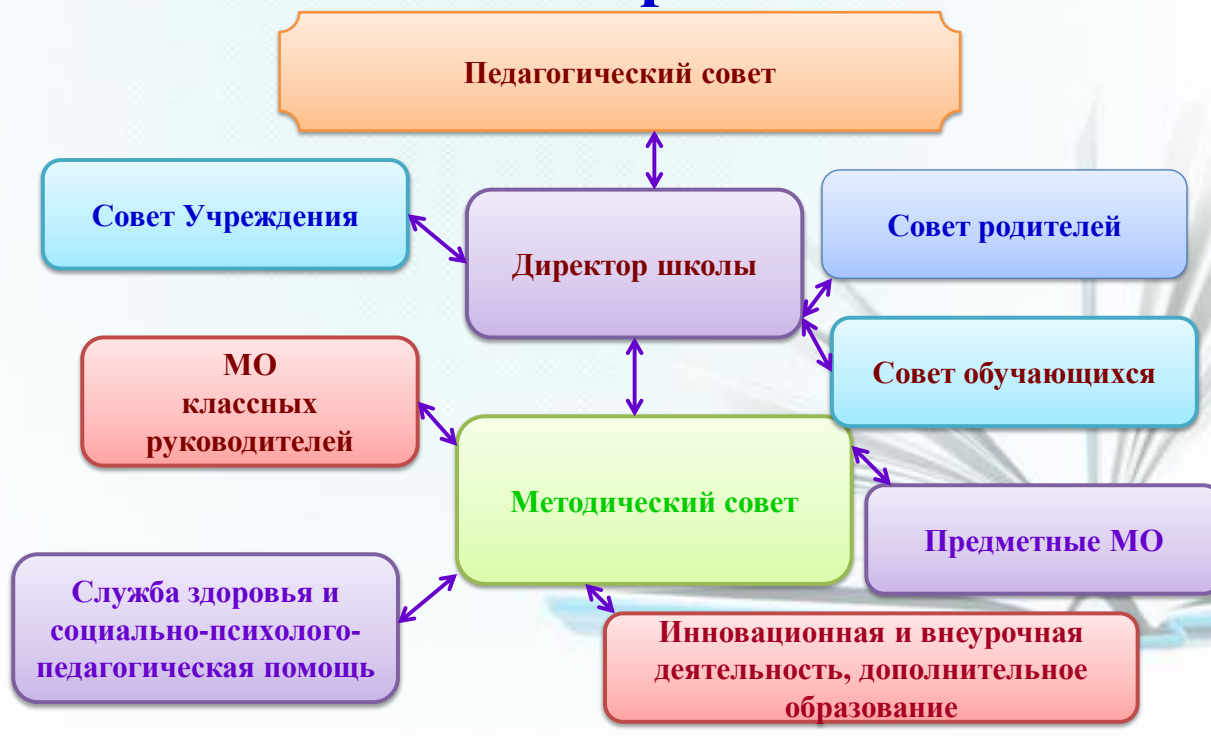 Педагогический совет
Совет Учреждения
Директор школы
Совет родителей
МО
классных
руководителей
Совет обучающихся
Методический совет
Предметные МО
Служба здоровья и
социально-психолого-
педагогическая помощь
Инновационная и внеурочная
деятельность, дополнительное
образование